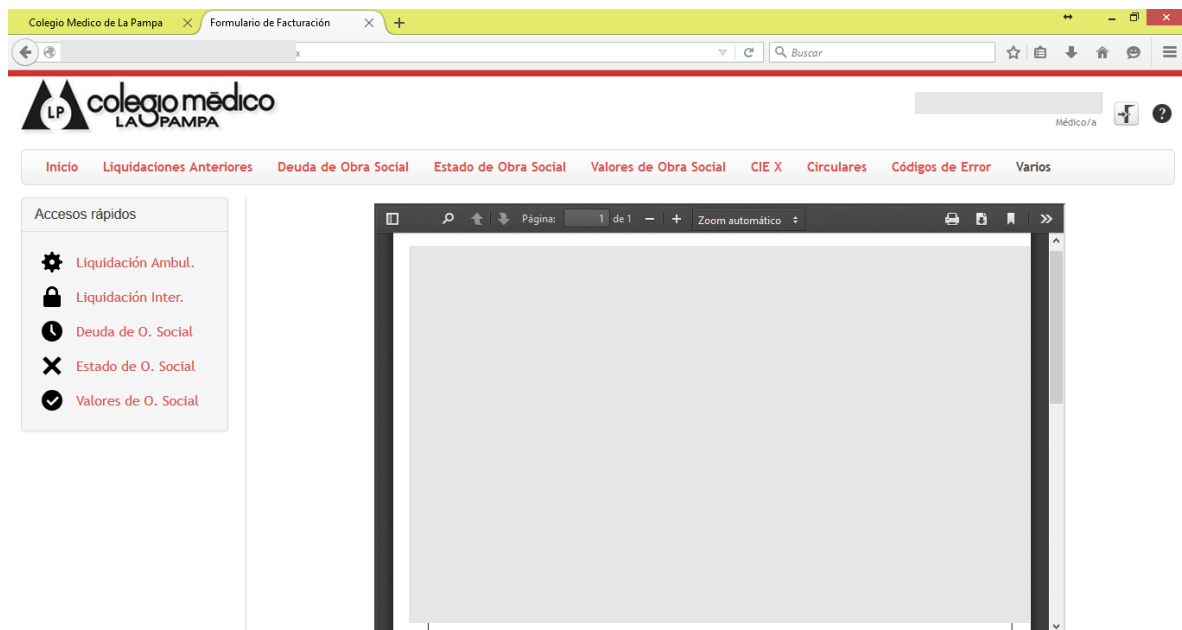 Colegio Medico de La Pampa
Formulario de Facturación
x
Buscar
LP
colegio médico
LA PAMPA
Médico/a
?
Inicio Liquidaciones Anteriores Deuda de Obra Social Estado de Obra Social Valores de Obra Social CIE X Circulares Códigos de Error Varios
Accesos rápidos
Página: 1 de 1 Zoom automático
Liquidación Ambul.
Liquidación Inter.
Deuda de O. Social
Estado de O. Social
Valores de O. Social